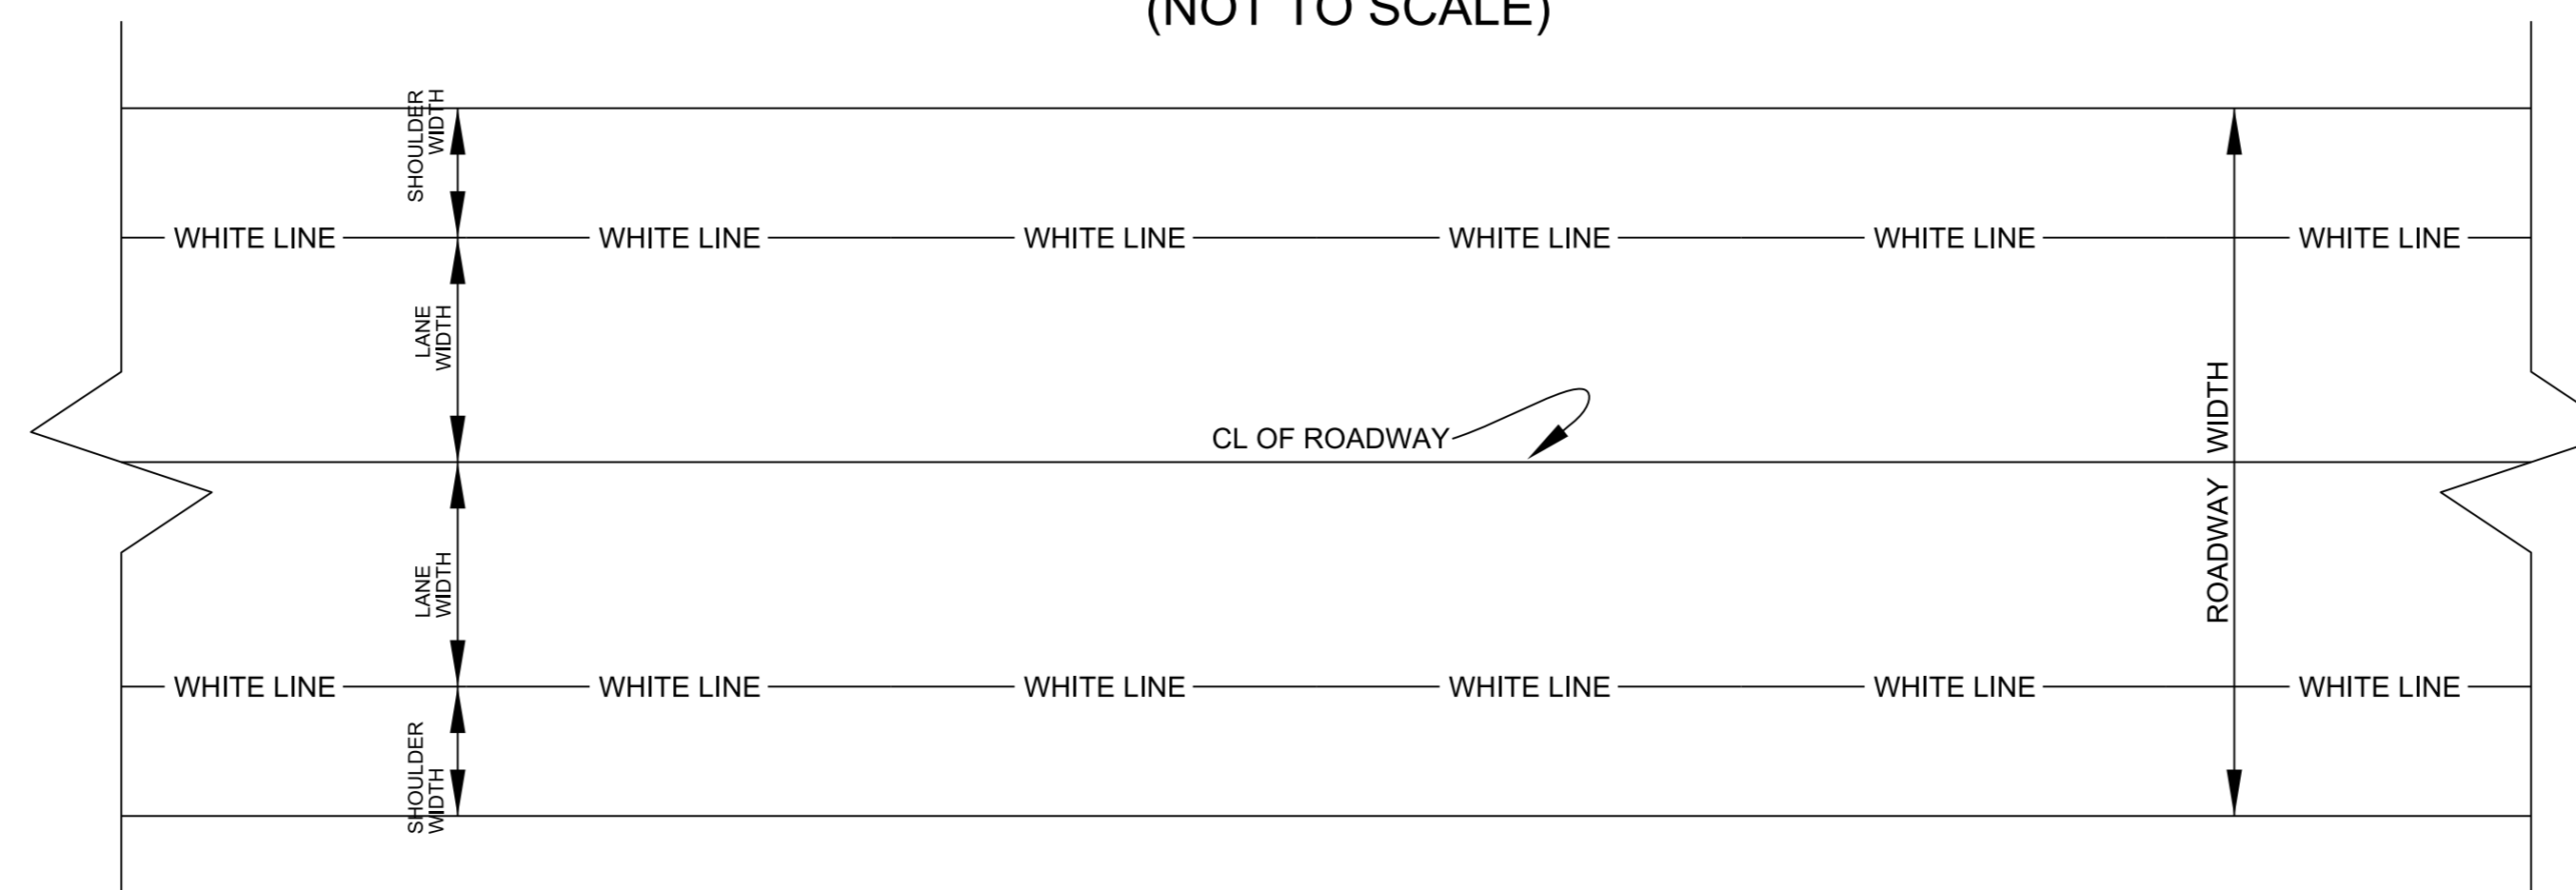 (NOT TO SCALE)
SHOULDER
WIDTH
WHITE LINE WHITE LINE WHITE LINE WHITE LINE WHITE LINE WHITE LINE
LANE
WIDTH
CL OF ROADWAY
ROADWAY WIDTH
LANE
WIDTH
WHITE LINE WHITE LINE WHITE LINE WHITE LINE WHITE LINE WHITE LINE
SHOULDER
WIDTH